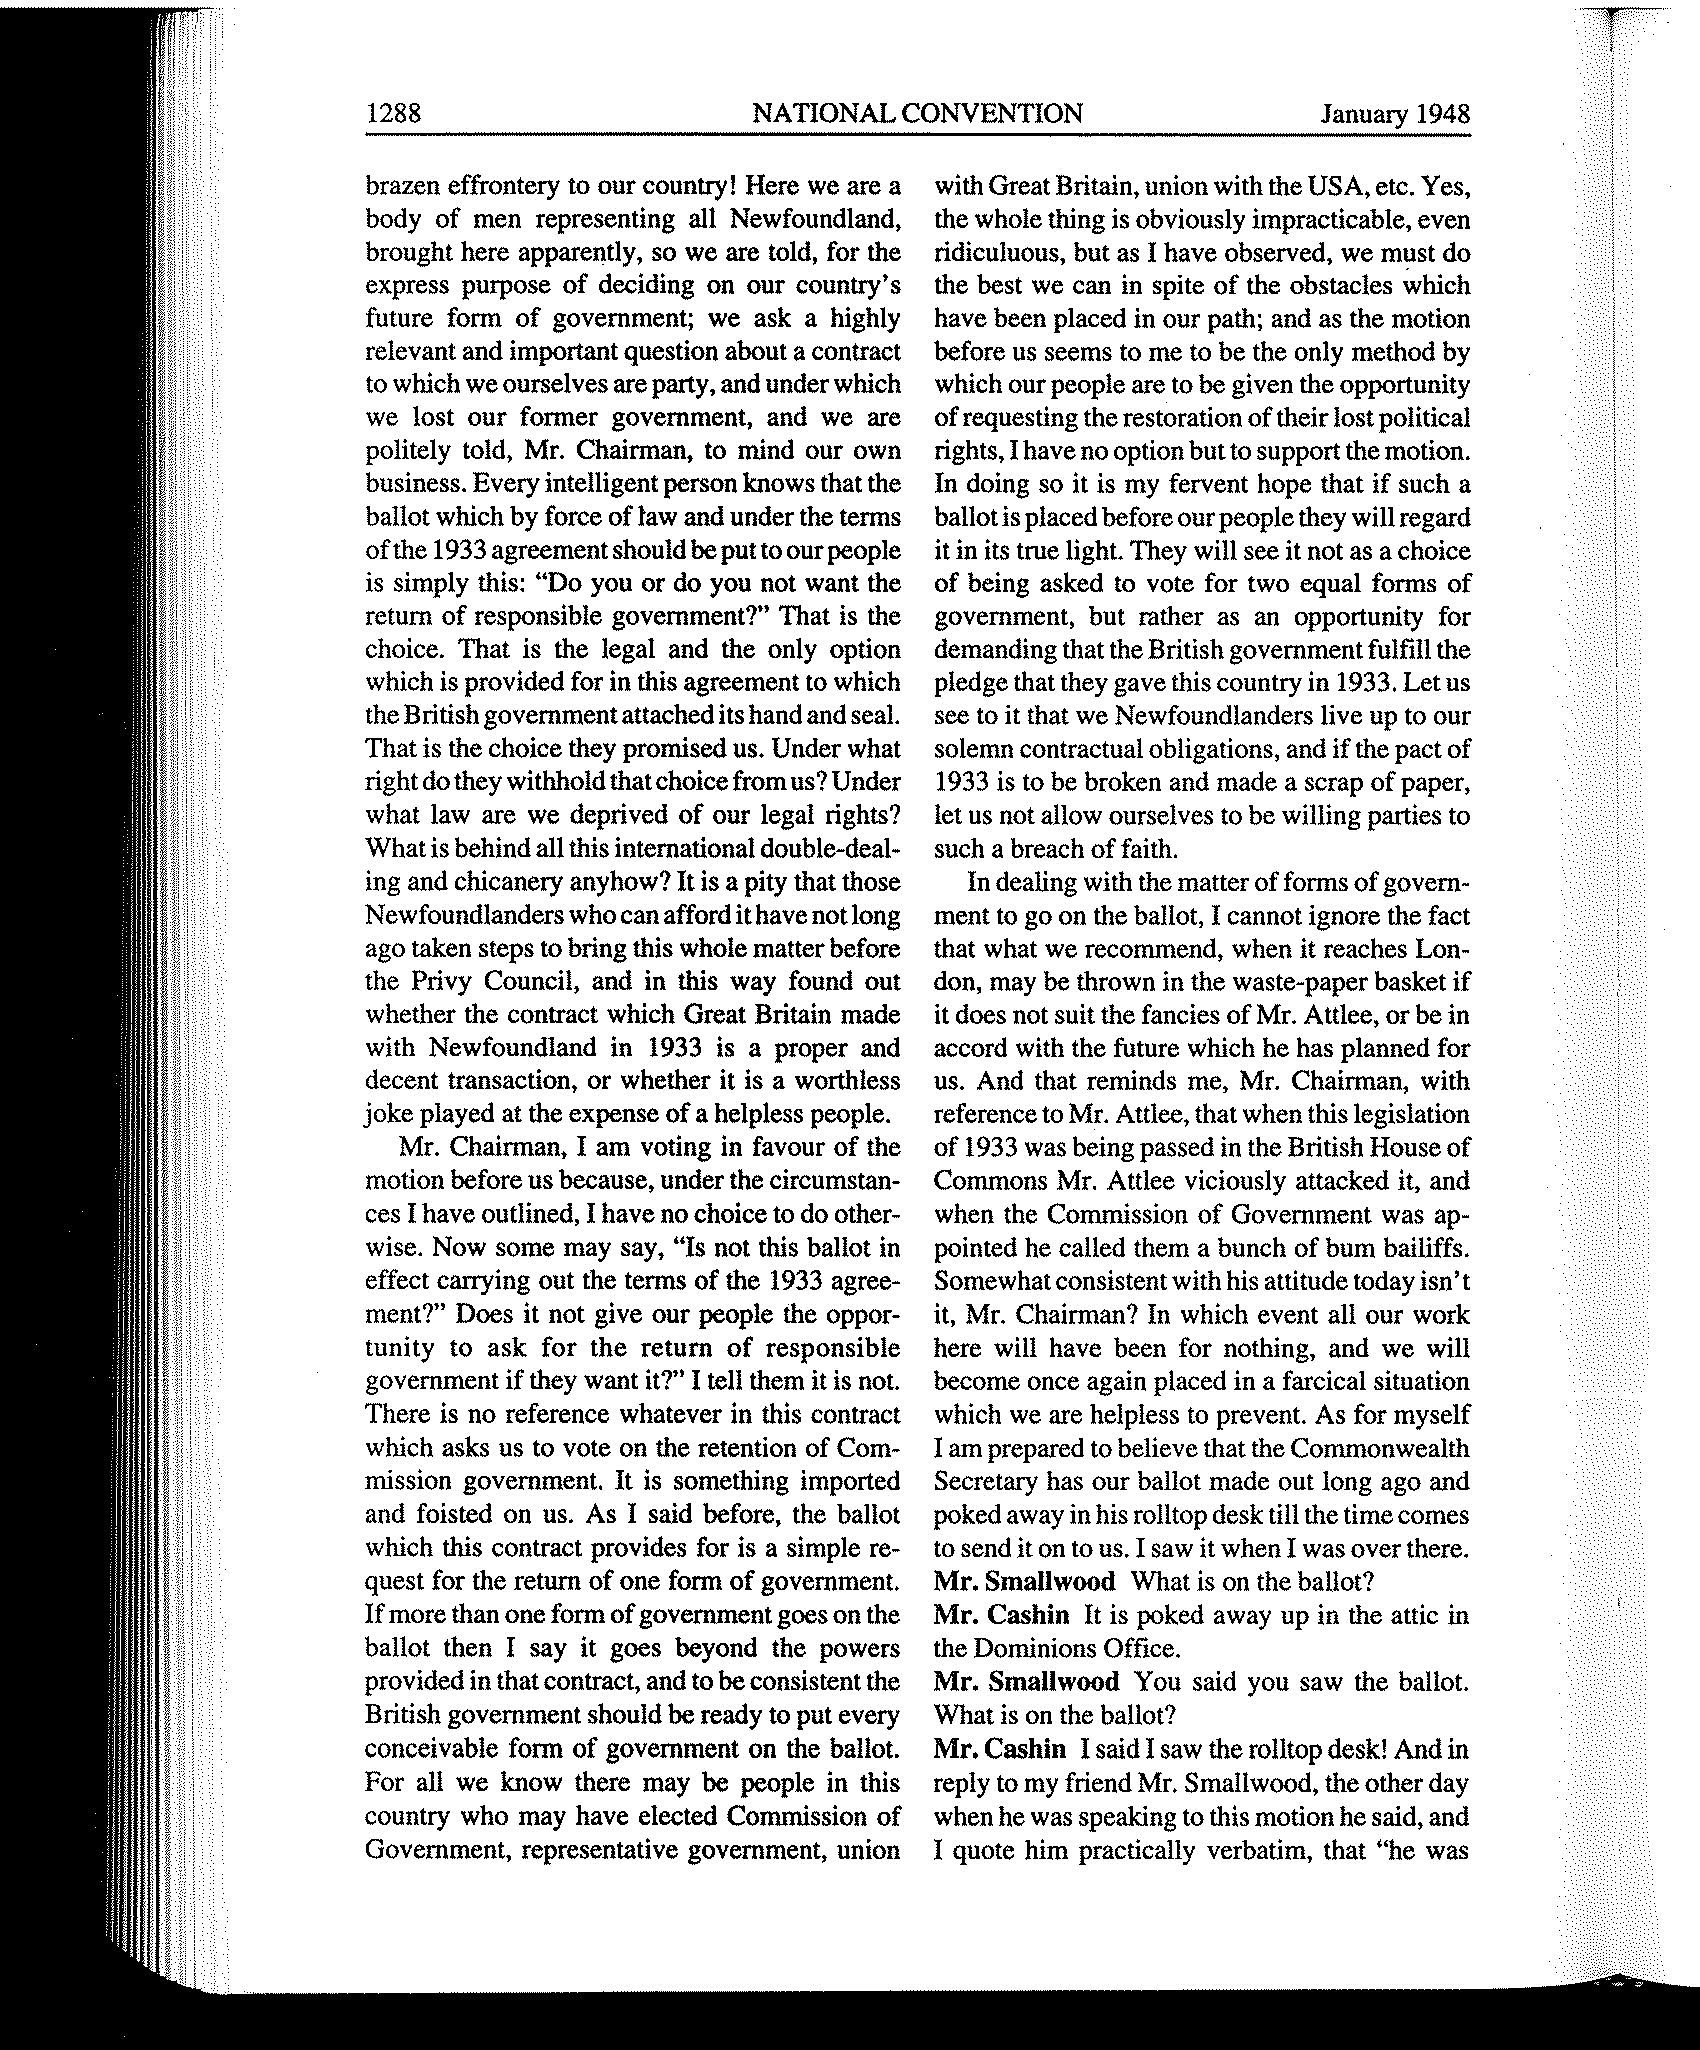 1288 NATIONAL CONVENTION January 1948
brazen effrontery to our country! Here we are a
body of men representing all Newfoundland,
brought here apparently, so we are told, for the
express purpose of deciding on our country's
future form of government; we ask a highly
relevant and important question about a contract
to which we ourselves are party, and under which
we lost our former government, and we are
politely told, Mr. Chairman, to mind our own
business. Every intelligent person knows that the
ballot which by force of law and under the terms
of the 1933 agreement should be put to our people
is simply this: “Do you or do you not want the
return of responsible government?” That is the
choice. That is the legal and the only option
which is provided for in this agreement to which
the British government attached its hand and seal.
That is the choice they promised us. Under what
right do they withhold that choice from us? Under
what law are we deprived of our legal rights?
What is behind all this international double-deal-
ing and chicanery anyhow? It is a pity that those
Newfoundlanders who can afford it have not long
ago taken steps to bring this whole matter before
the Privy Council, and in this way found out
whether the contract which Great Britain made
with Newfoundland in 1933 is a proper and
decent transaction, or whether it is a worthless
joke played at the expense of a helpless people.
Mr. Chairman, I am voting in favour of the
motion before us because, under the circumstan-
ces I have outlined, I have no choice to do other-
wise. Now some may say, “Is not this ballot in
effect carrying out the terms of the 1933 agree-
ment?” Does it not give our people the oppor-
tunity to ask for the return of responsible
government if they want it?” I tell them it is not.
There is no reference whatever in this contract
which asks us to vote on the retention of Com-
mission government. It is something imported
and foisted on us. As I said before, the ballot
which this contract provides for is a simple re-
quest for the return of one form of government.
If more than one form of government goes on the
ballot then I say it goes beyond the powers
provided in that contract, and to be consistent the
British government should be ready to put every
conceivable form of government on the ballot.
For all we know there may be people in this
country who may have elected Commission of
Government, representative government, union
with Great Britain, union with the USA, etc. Yes,
the whole thing is obviously impracticable, even
ridiculuous, but as I have observed, we must do
the best we can in spite of the obstacles which
have been placed in our path; and as the motion
before us seems to me to be the only method by
which our people are to be given the opportunity
of requesting the restoration of their lost political
rights, I have no option but to support the motion.
In doing so it is my fervent hope that if such a
ballot is placed before our people they will regard
it in its true light. They will see it not as a choice
of being asked to vote for two equal forms of
government, but rather as an opportunity for
demanding that the British government fulfill the
pledge that they gave this country in 1933. Let us
see to it that we Newfoundlanders live up to our
solemn contractual obligations, and if the pact of
1933 is to be broken and made a scrap of paper,
let us not allow ourselves to be willing parties to
such a breach of faith.
In dealing with the matter of forms of govern-
ment to go on the ballot, I cannot ignore the fact
that what we recommend, when it reaches Lon-
don, may be thrown in the waste-paper basket if
it does not suit the fancies of Mr. Attlee, or be in
accord with the future which he has planned for
us. And that reminds me, Mr. Chairman, with
reference to Mr. Attlee, that when this legislation
of 1933 was being passed in the British House of
Commons Mr. Attlee viciously attacked it, and
when the Commission of Government was ap-
pointed he called them a bunch of bum bailiffs.
Somewhat consistent with his attitude today isn't
it, Mr. Chairman? In which event all our work
here will have been for nothing, and we will
become once again placed in a farcical situation
which we are helpless to prevent. As for myself
I am prepared to believe that the Commonwealth
Secretary has our ballot made out long ago and
poked away in his rolltop desk till the time comes
to send it on to us. I saw it when I was over there.
Mr. Smallwood What is on the ballot?
Mr. Cashin It is poked away up in the attic in
the Dominions Office.
Mr. Smallwood You said you saw the ballot.
What is on the ballot?
Mr. Cashin I said I saw the rolltop desk! And in
reply to my friend Mr. Smallwood, the other day
when he was speaking to this motion he said, and
I quote him practically verbatim, that “he was